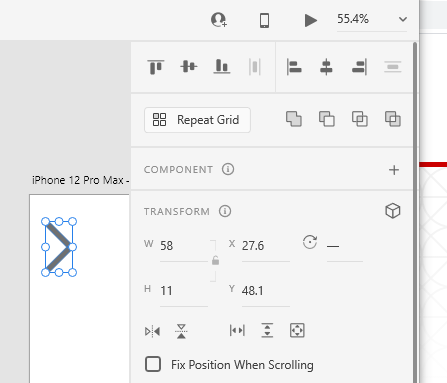 55.4%
Repeat Grid
COMPONENT
iPhone 12 Pro Max –
TRANSFORM
W 58 X 27.6 —
H 11 Y 48.1
Fix Position When Scrolling